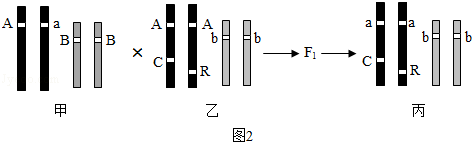 A a B B × A A b b C R F₁ a a b b C R
甲 乙 丙
图2